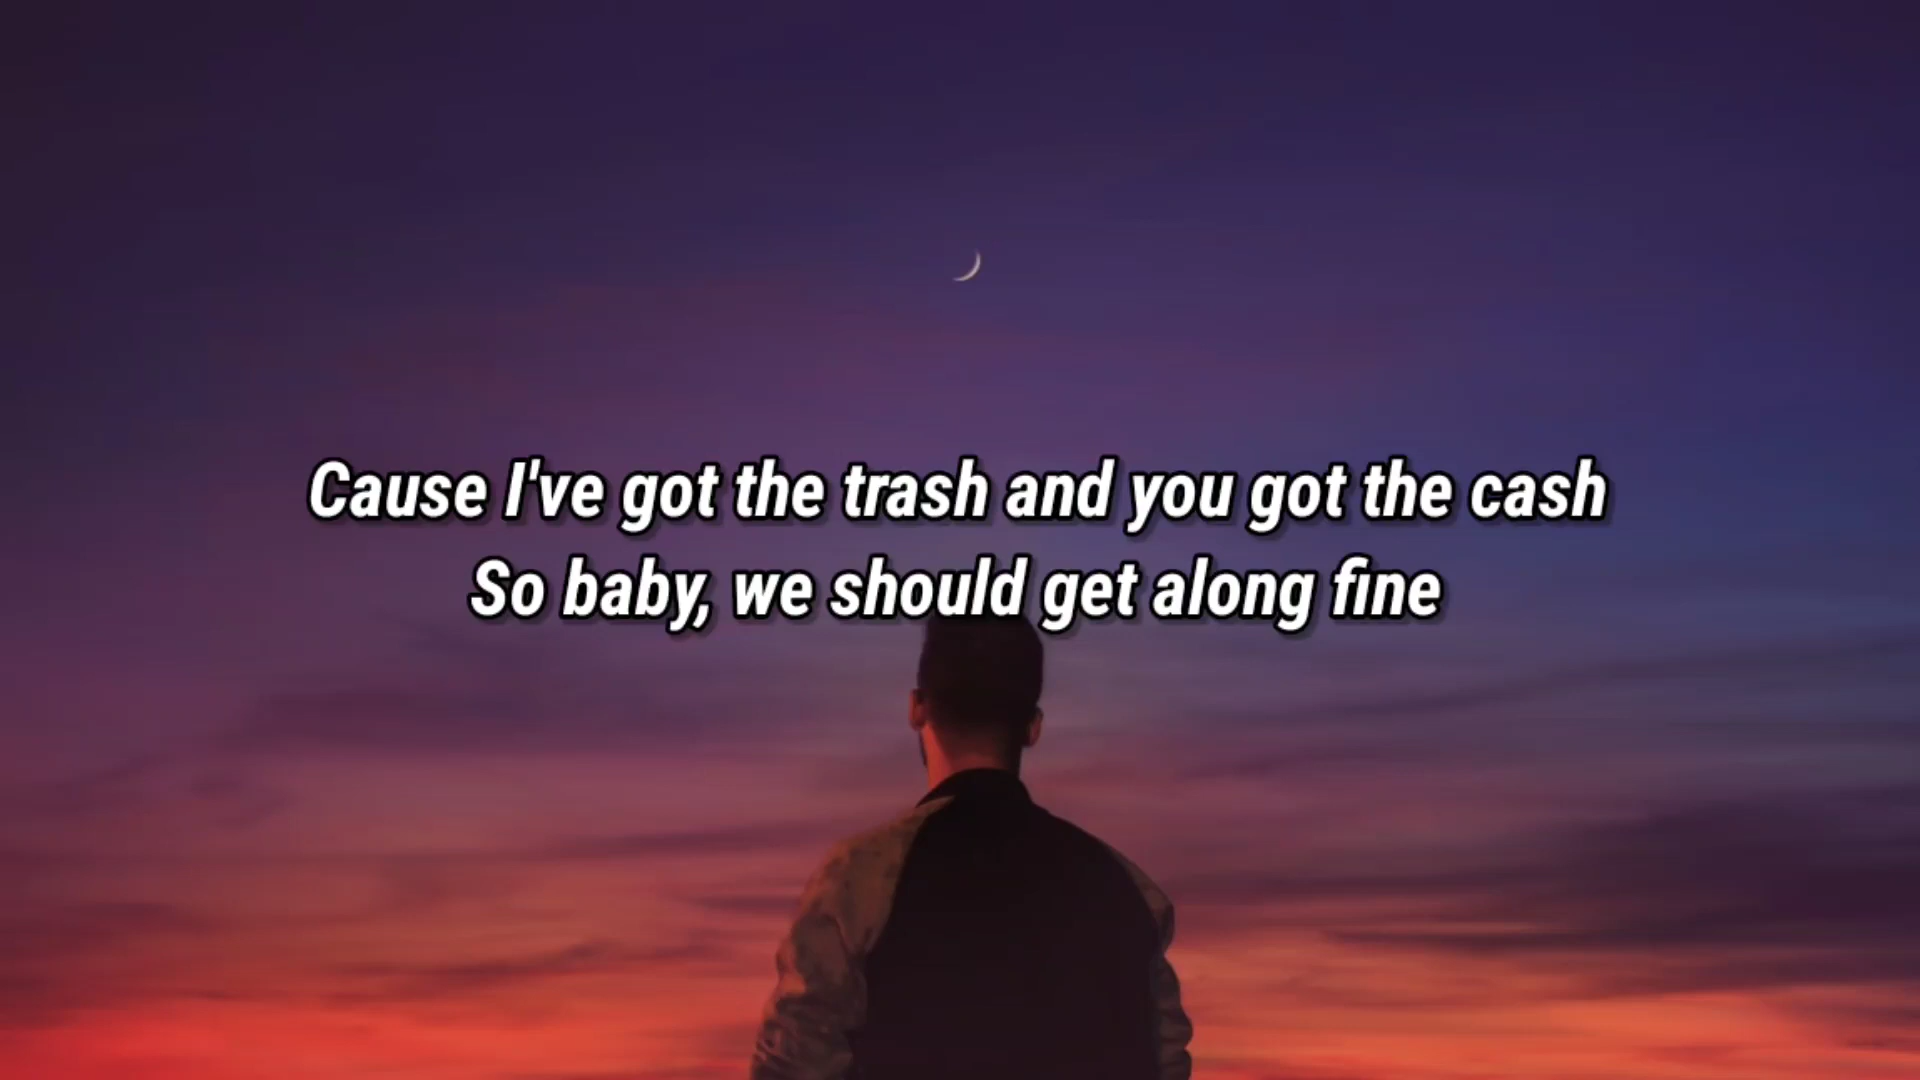 Cause I've got the trash and you got the cash
So baby, we should get along fine